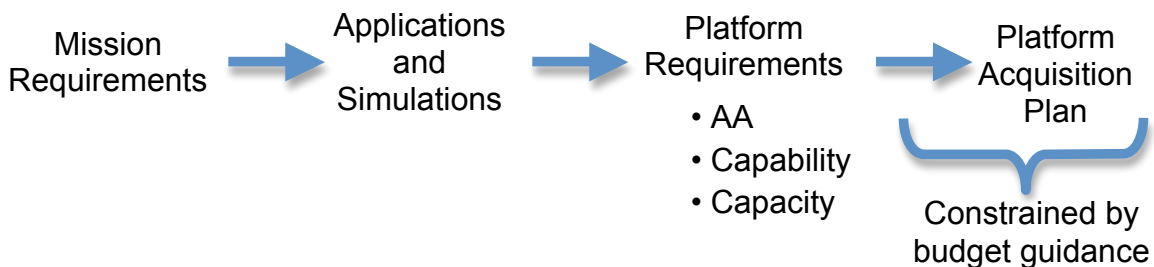 Mission
Requirements
Applications
and
Simulations
Platform
Requirements
• AA
• Capability
• Capacity
Platform
Acquisition
Plan
Constrained by
budget guidance